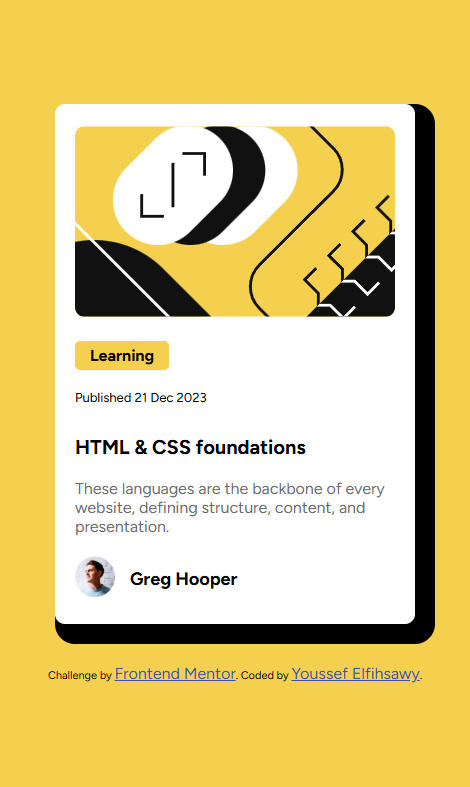 Learning
Published 21 Dec 2023
HTML & CSS foundations
These languages are the backbone of every
website, defining structure, content, and
presentation.
Greg Hooper
Challenge by Frontend Mentor. Coded by Youssef Elfihsawy.